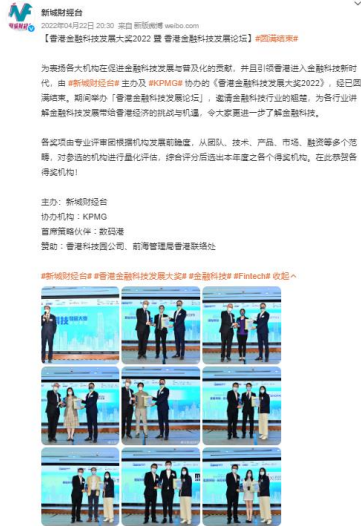 新城财经台
2022年04月22日 20:30 来自 新版微博 weibo.com
【香港金融科技发展大奖2022 暨 香港金融科技发展论坛】#圆满结束#
为表扬各大机构在促进金融科技发展与普及化的贡献，并且引领香港进入金融科技新时
代，由 #新城财经台# 主办及 #KPMG# 协办的《香港金融科技发展大奖2022》，经已圆
满结束。期间举办「香港金融科技发展论坛」，邀请金融科技行业的翘楚，为各行业讲
解金融科技发展带给香港经济的挑战与机遇，令大家更进一步了解金融科技。
各奖项由专业评审团根据机构发展前瞻度，从团队、技术、产品、市场、融资等多个范
畴，对参选的机构进行量化评估，综合评分后选出本年度之各个得奖机构。在此恭贺各
得奖机构！
主办：新城财经台
协办机构：KPMG
首席策略伙伴：数码港
赞助：香港科技园公司、前海管理局香港联络处
#新城财经台# #香港金融科技发展大奖# #金融科技# #Fintech# 收起